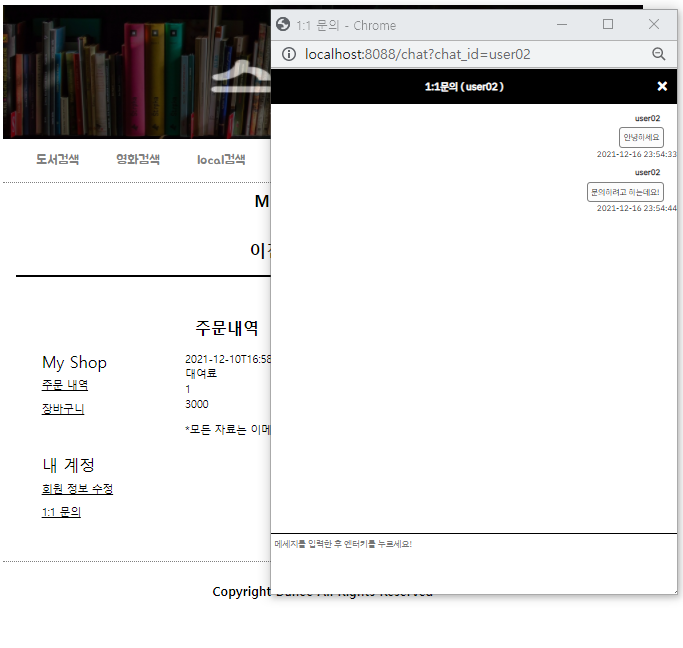 1:1 문의 - Chrome
localhost:8088/chat?chat_id=user02
1:1문의 ( user02 )
×
user02
안녕하세요
2021-12-16 23:54:33
user02
문의하려고 하는데요!
2021-12-16 23:54:44
메세지를 입력한 후 엔터키를 누르세요!
도서검색 영화검색 local검색
M
주문내역
My Shop
주문 내역
장바구니
2021-12-10T16:58
대여료
1
3000
*모든 자료는 이메
내 계정
회원 정보 수정
1:1 문의
Copyright All Rights Reserved